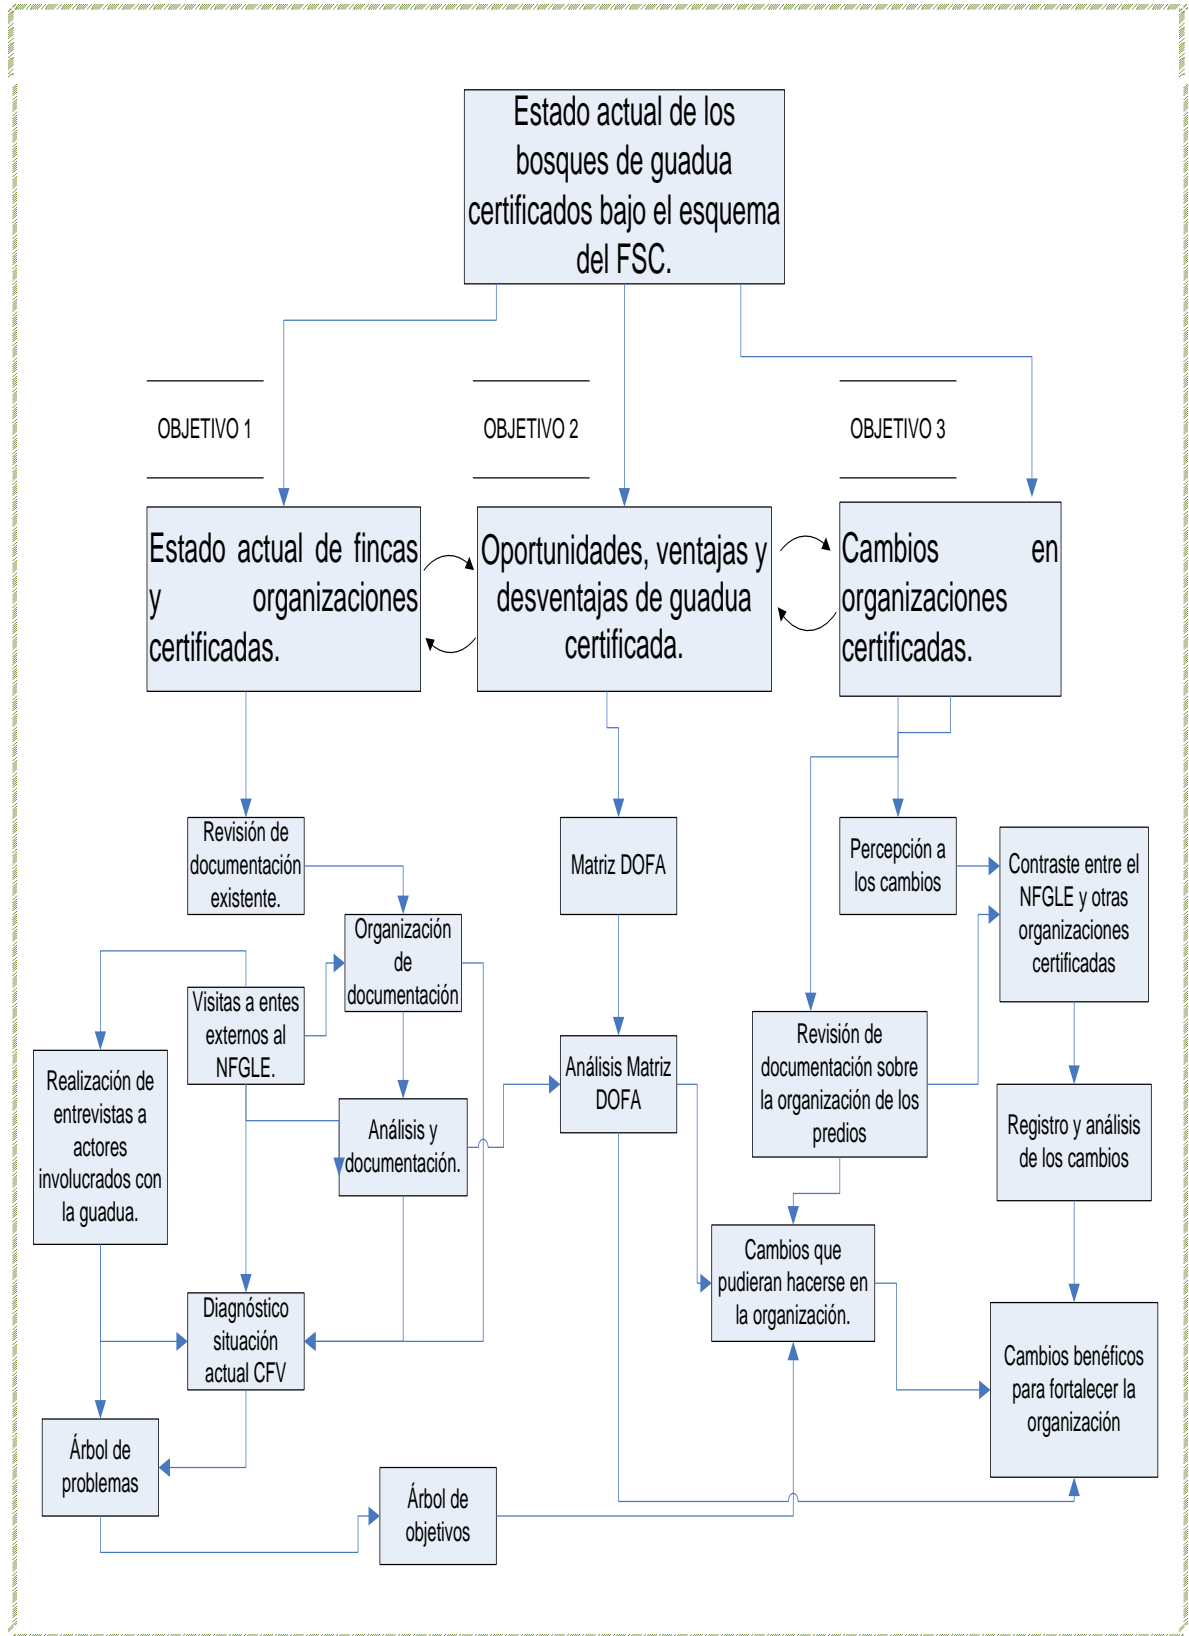 Estado actual de los
bosques de guadua
certificados bajo el esquema
del FSC.
OBJETIVO 1
OBJETIVO 2
OBJETIVO 3
Estado actual de fincas
y organizaciones
certificadas.
Oportunidades, ventajas y
desventajas de guadua
certificada.
Cambios en
organizaciones
certificadas.
Revisión de
documentación
existente.
Matriz DOFA
Percepción a
los cambios
Contraste entre el
NFGLE y otras
organizaciones
certificadas
Organización
de
documentación
Visitas a entes
externos al
NFGLE.
Realización de
entrevistas a
actores
involucrados con
la guadua.
Análisis y
documentación.
Análisis Matriz
DOFA
Revisión de
documentación sobre
la organización de los
predios
Registro y análisis
de los cambios
Cambios que
pudieran hacerse en
la organización.
Diagnóstico
situación
actual CFV
Cambios benéficos
para fortalecer la
organización
Árbol de
problemas
Árbol de
objetivos